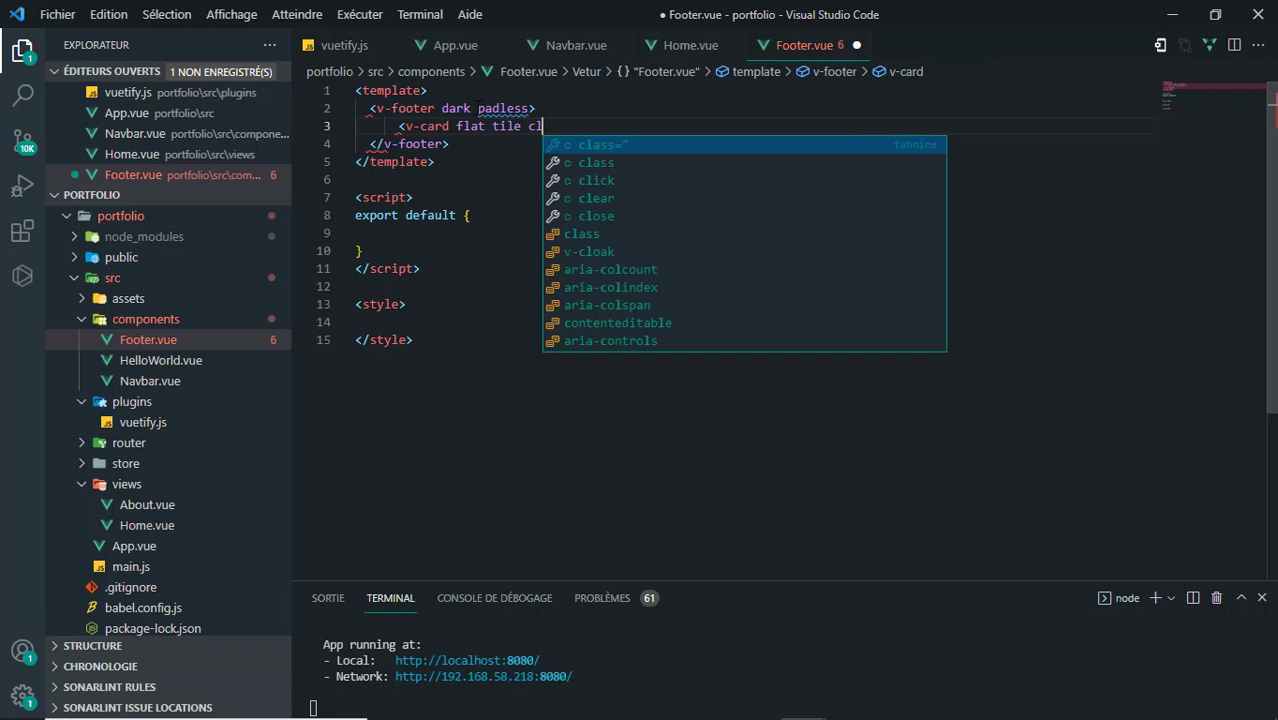 Fichier Edition Sélection Affichage Atteindre Exécuter Terminal Aide ● Footer.vue - portfolio - Visual Studio Code
EXPLORATEUR
ÉDITEURS OUVERTS 1 NON ENREGISTRÉ(S)
vuetify.js portfolio\src\plugins
App.vue portfolio\src
Navbar.vue portfolio\src\compone...
Home.vue portfolio\src\views
Footer.vue portfolio\src\com... 6
PORTFOLIO
portfolio
node_modules
public
src
assets
components
Footer.vue 6
HelloWorld.vue
Navbar.vue
plugins
JS vuetify.js
router
store
views
About.vue
Home.vue
App.vue
JS main.js
.gitignore
babel.config.js
package-lock.json
STRUCTURE
CHRONOLOGIE
SONARLINT RULES
SONARLINT ISSUE LOCATIONS
1
10K
1
1
JS vuetify.js App.vue Navbar.vue Home.vue Footer.vue 6
portfolio > src > components > Footer.vue > Vetur > {} "Footer.vue" > template > v-footer > v-card
1 <template>
2 <v-footer dark padless>
3 <v-card flat tile cl
4 </v-footer>
5 </template>
6
7 <script>
8 export default {
9
10 }
11 </script>
12
13 <style>
14
15 </style>
c class=" tabnine
c class
c click
c clear
c close
class
v-cloak
aria-colcount
aria-colindex
aria-colspan
contenteditable
aria-controls
SORTIE TERMINAL CONSOLE DE DÉBOGAGE PROBLÈMES 61 node
App running at:
- Local: http://localhost:8080/
- Network: http://192.168.58.218:8080/